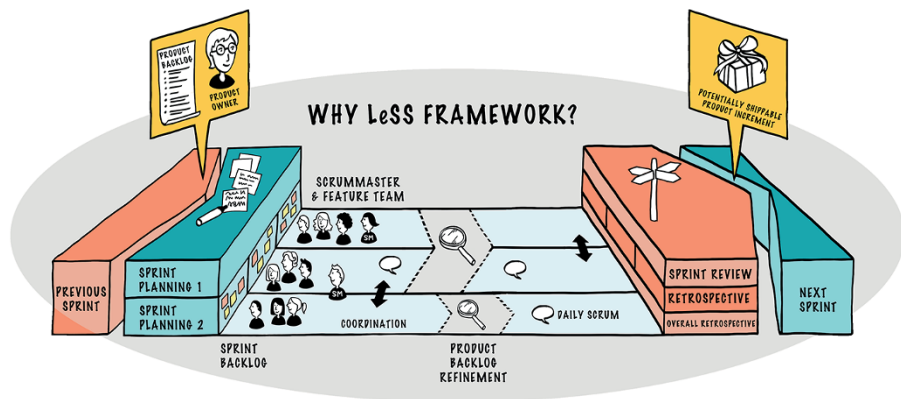 PRODUCT
BACKLOG
PRODUCT
OWNER
WHY LeSS FRAMEWORK?
POTENTIALLY SHIPPABLE
PRODUCT INCREMENT
SCRUMMASTER
& FEATURE TEAM
SM
SM
PREVIOUS
SPRINT
SPRINT
PLANNING 1
SPRINT
PLANNING 2
SPRINT
BACKLOG
COORDINATION
PRODUCT
BACKLOG
REFINEMENT
DAILY SCRUM
SPRINT REVIEW
RETROSPECTIVE
OVERALL RETROSPECTIVE
NEXT
SPRINT